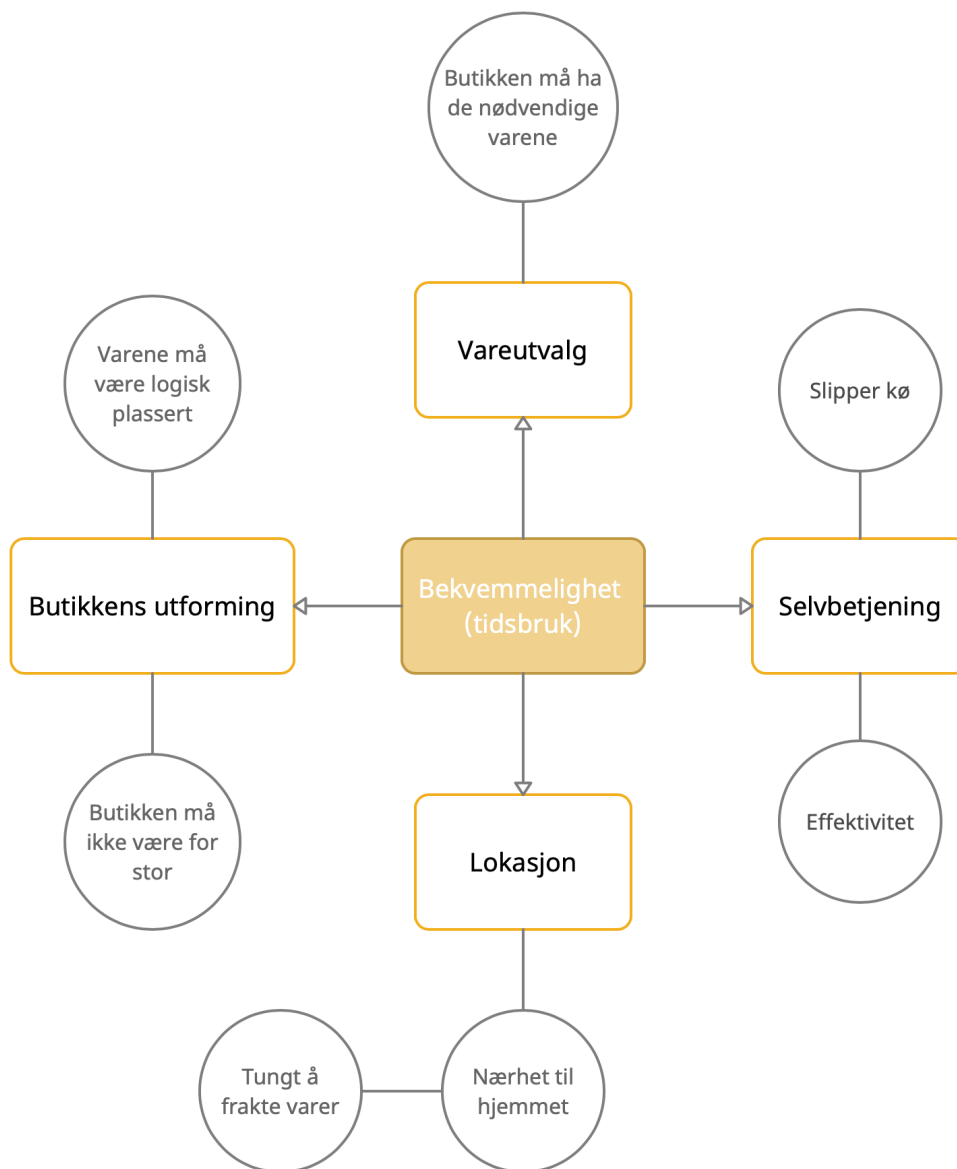 Butikken må ha
de nødvendige
varene
Vareutvalg
Varene må
være logisk
plassert
Slipper kø
Butikkens utforming
Bekvemmelighet
(tidsbruk)
Selvbetjening
Butikken må
ikke være for
stor
Effektivitet
Lokasjon
Tungt å
frakte varer
Nærhet til
hjemmet